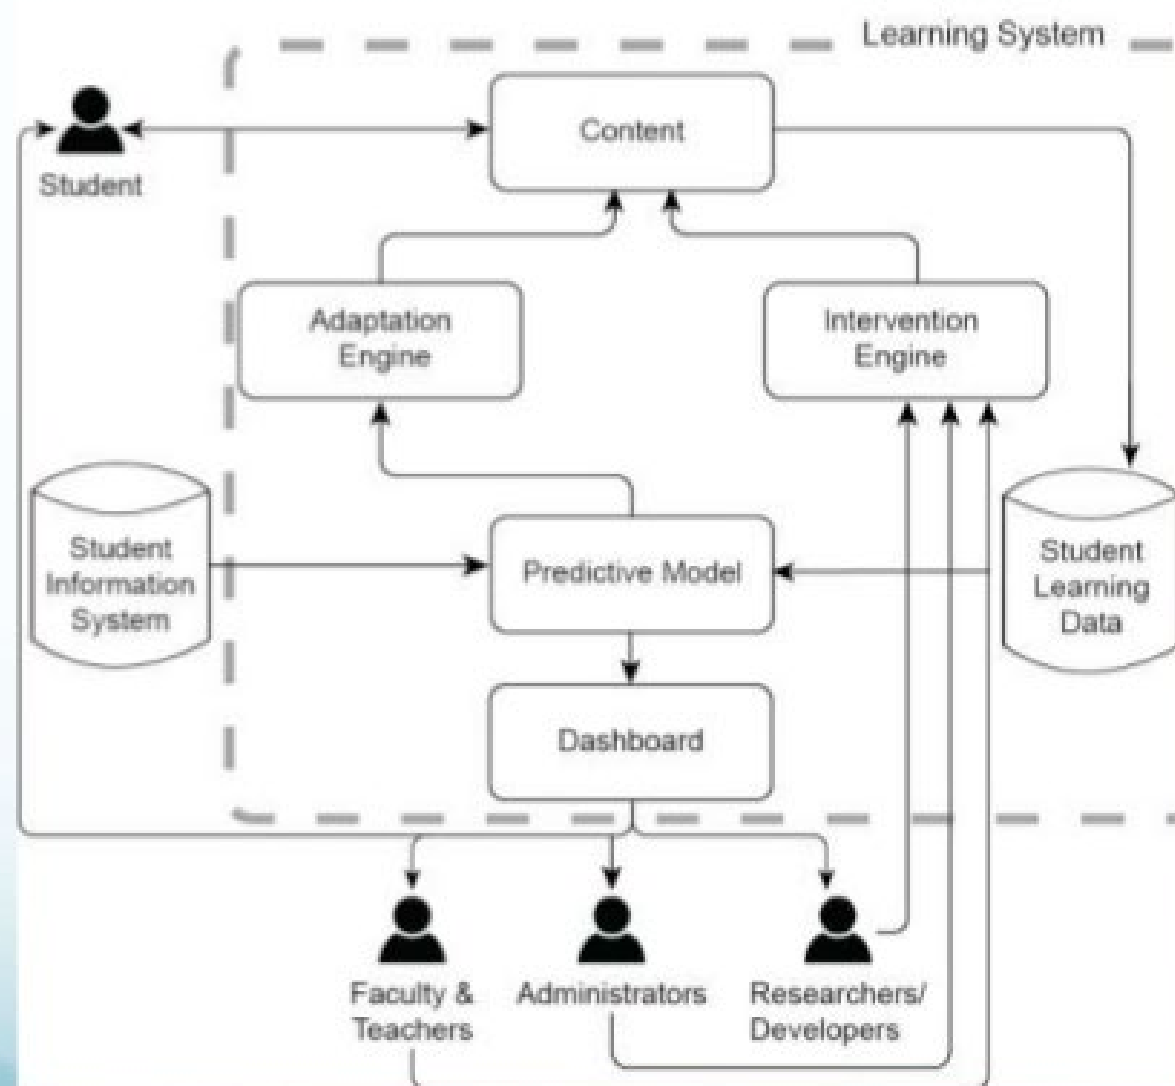 Learning System
Student
Content
Adaptation
Engine
Intervention
Engine
Student
Information
System
Predictive Model
Student
Learning
Data
Dashboard
Faculty &
Teachers
Administrators
Researchers/
Developers